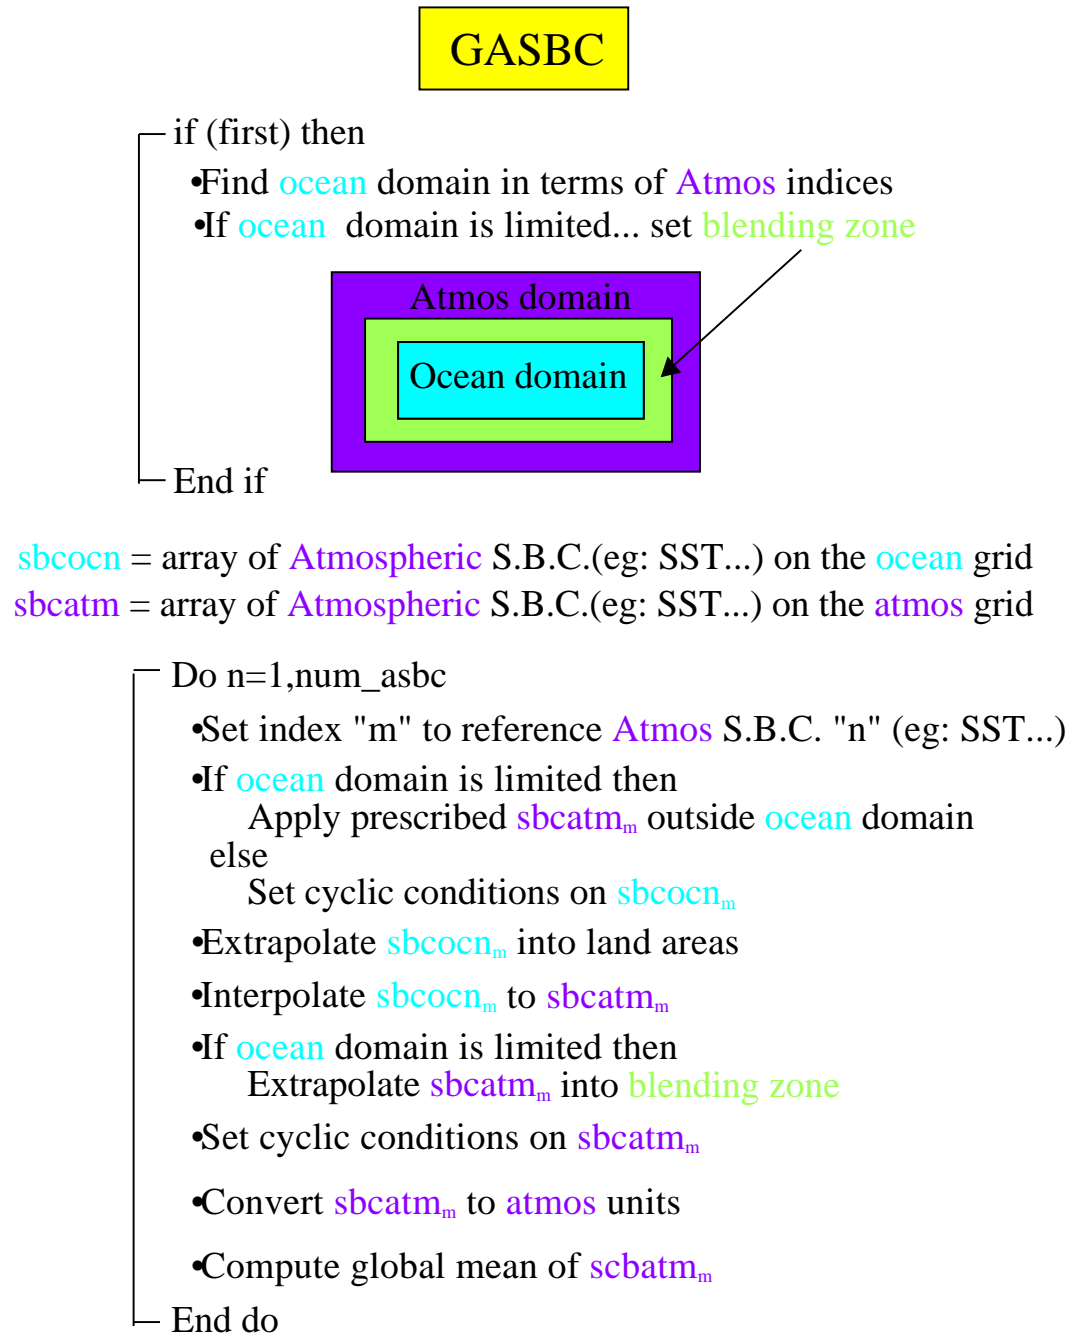 GASBC
if (first) then
•Find ocean domain in terms of Atmos indices
•If ocean domain is limited... set blending zone
Atmos domain
Ocean domain
End if
sbcocn = array of Atmospheric S.B.C.(eg: SST...) on the ocean grid
sbcatm = array of Atmospheric S.B.C.(eg: SST...) on the atmos grid
Do n=1,num_asbc
•Set index "m" to reference Atmos S.B.C. "n" (eg: SST...)
•If ocean domain is limited then
Apply prescribed sbcatmm outside ocean domain
else
Set cyclic conditions on sbcocnm
•Extrapolate sbcocnm into land areas
•Interpolate sbcocnm to sbcatmm
•If ocean domain is limited then
Extrapolate sbcatmm into blending zone
•Set cyclic conditions on sbcatmm
•Convert sbcatmm to atmos units
•Compute global mean of scbatmm
End do